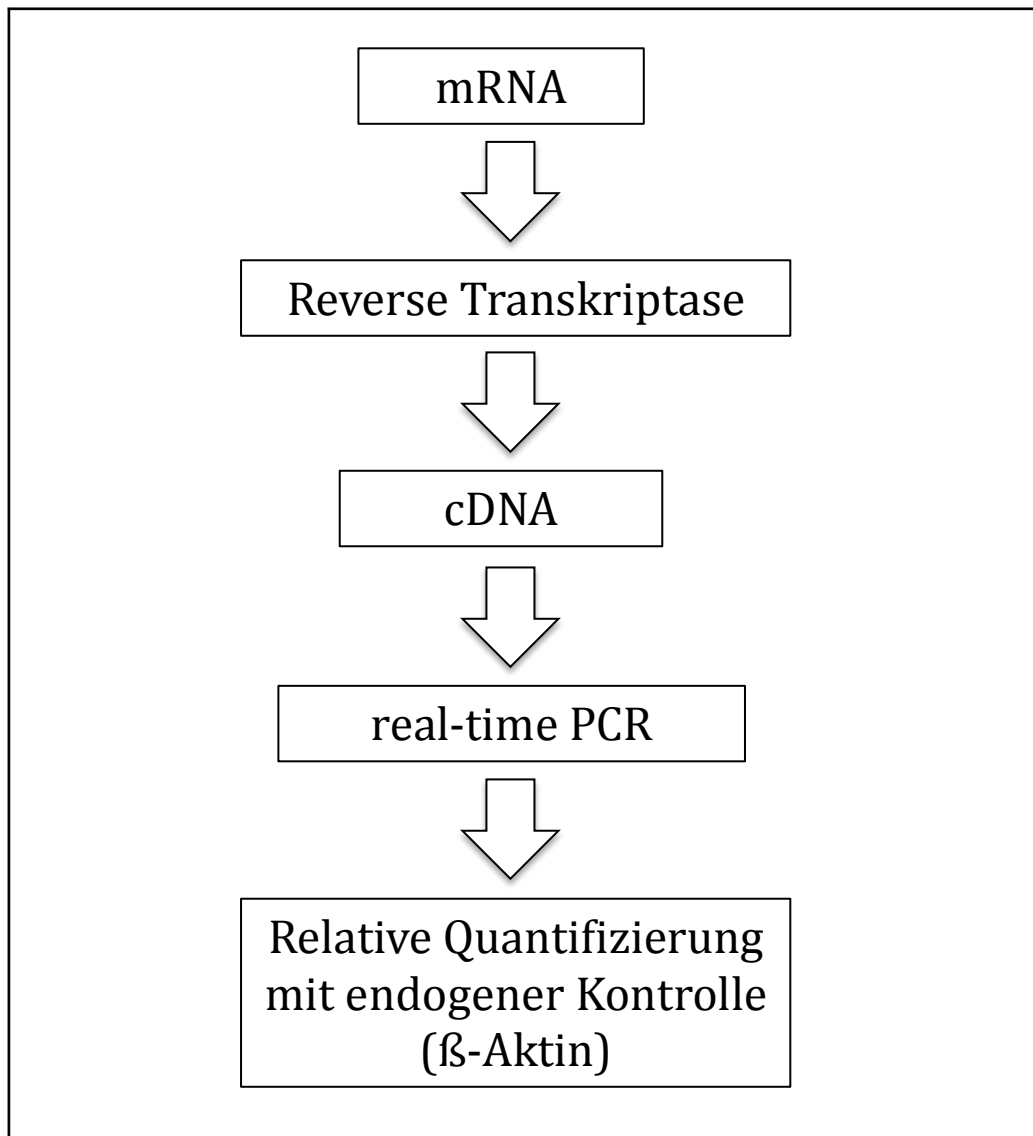 mRNA
Reverse Transkriptase
cDNA
real-time PCR
Relative Quantifizierung
mit endogener Kontrolle
(ß-Aktin)